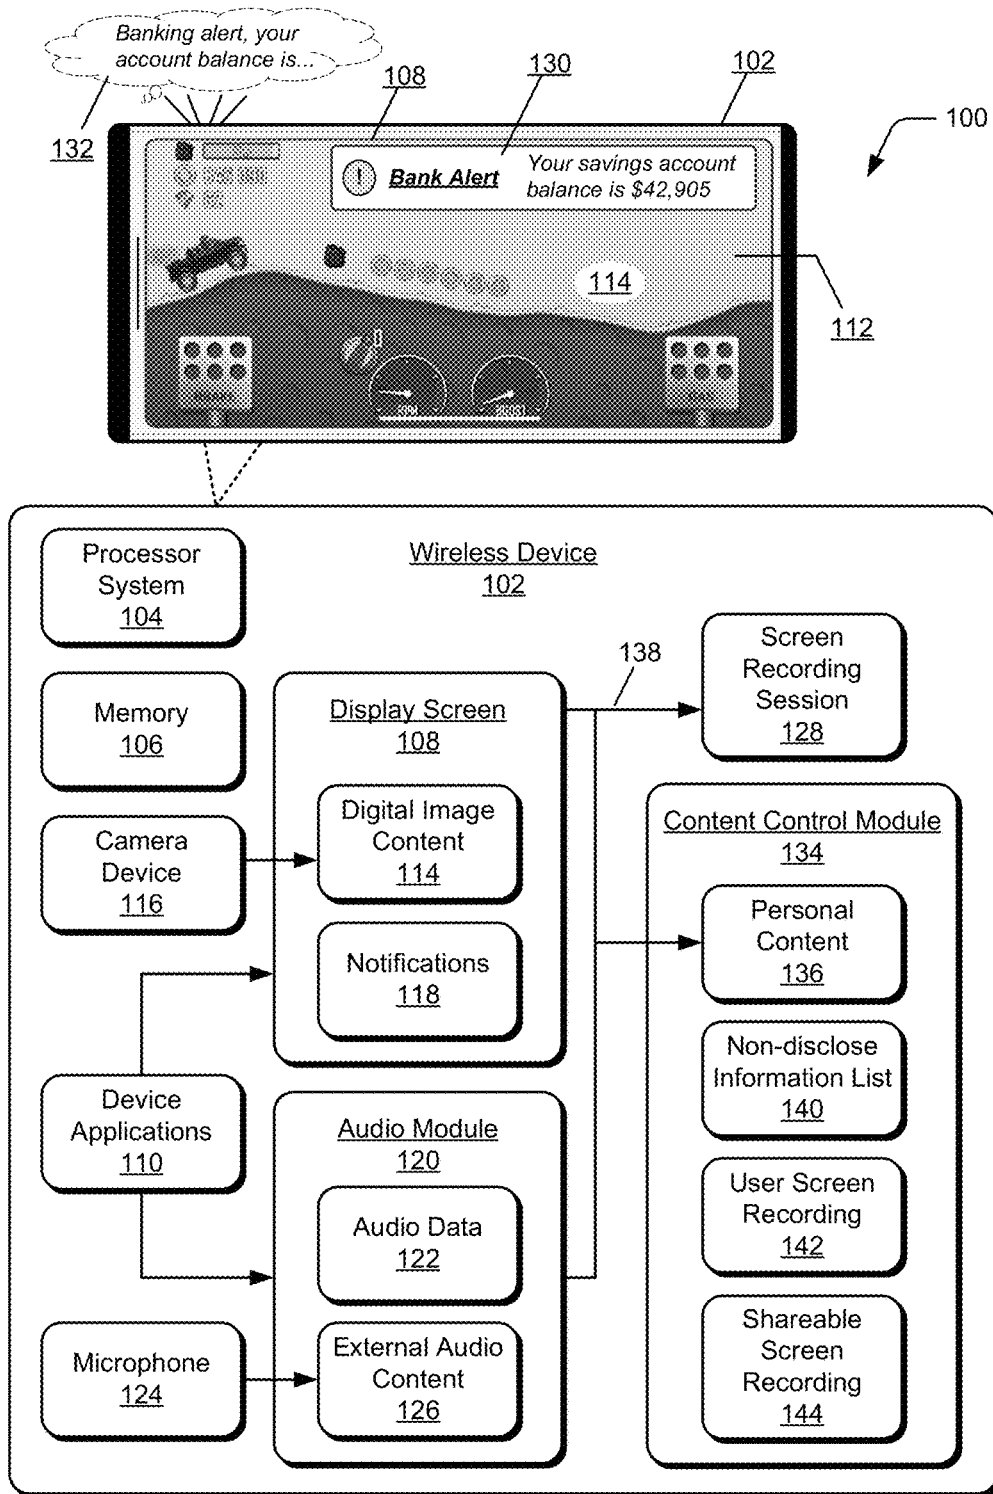 Banking alert, your
account balance is...
132
108
130
102
100
Bank Alert
Your savings account
balance is $42,905
!
114
112
RPM
BOOST
Wireless Device
102
Processor
System
104
Memory
106
Camera
Device
116
Device
Applications
110
Microphone
124
Display Screen
108
Digital Image
Content
114
Notifications
118
Audio Module
120
Audio Data
122
External Audio
Content
126
138
Screen
Recording
Session
128
Content Control Module
134
Personal
Content
136
Non-disclose
Information List
140
User Screen
Recording
142
Shareable
Screen
Recording
144